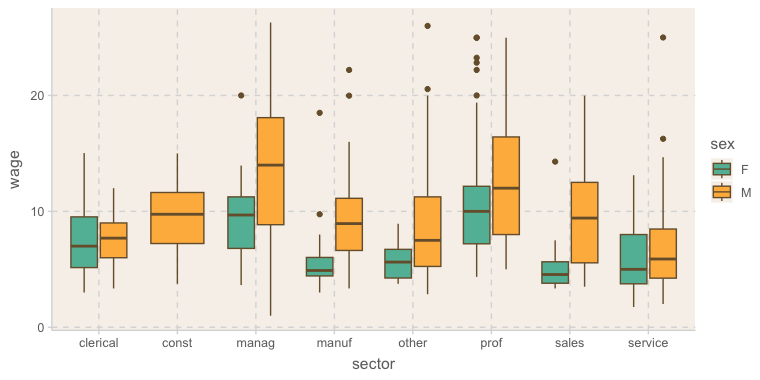 wage
20
10
0
clerical const manag manuf other prof sales service
sector
sex
F
M